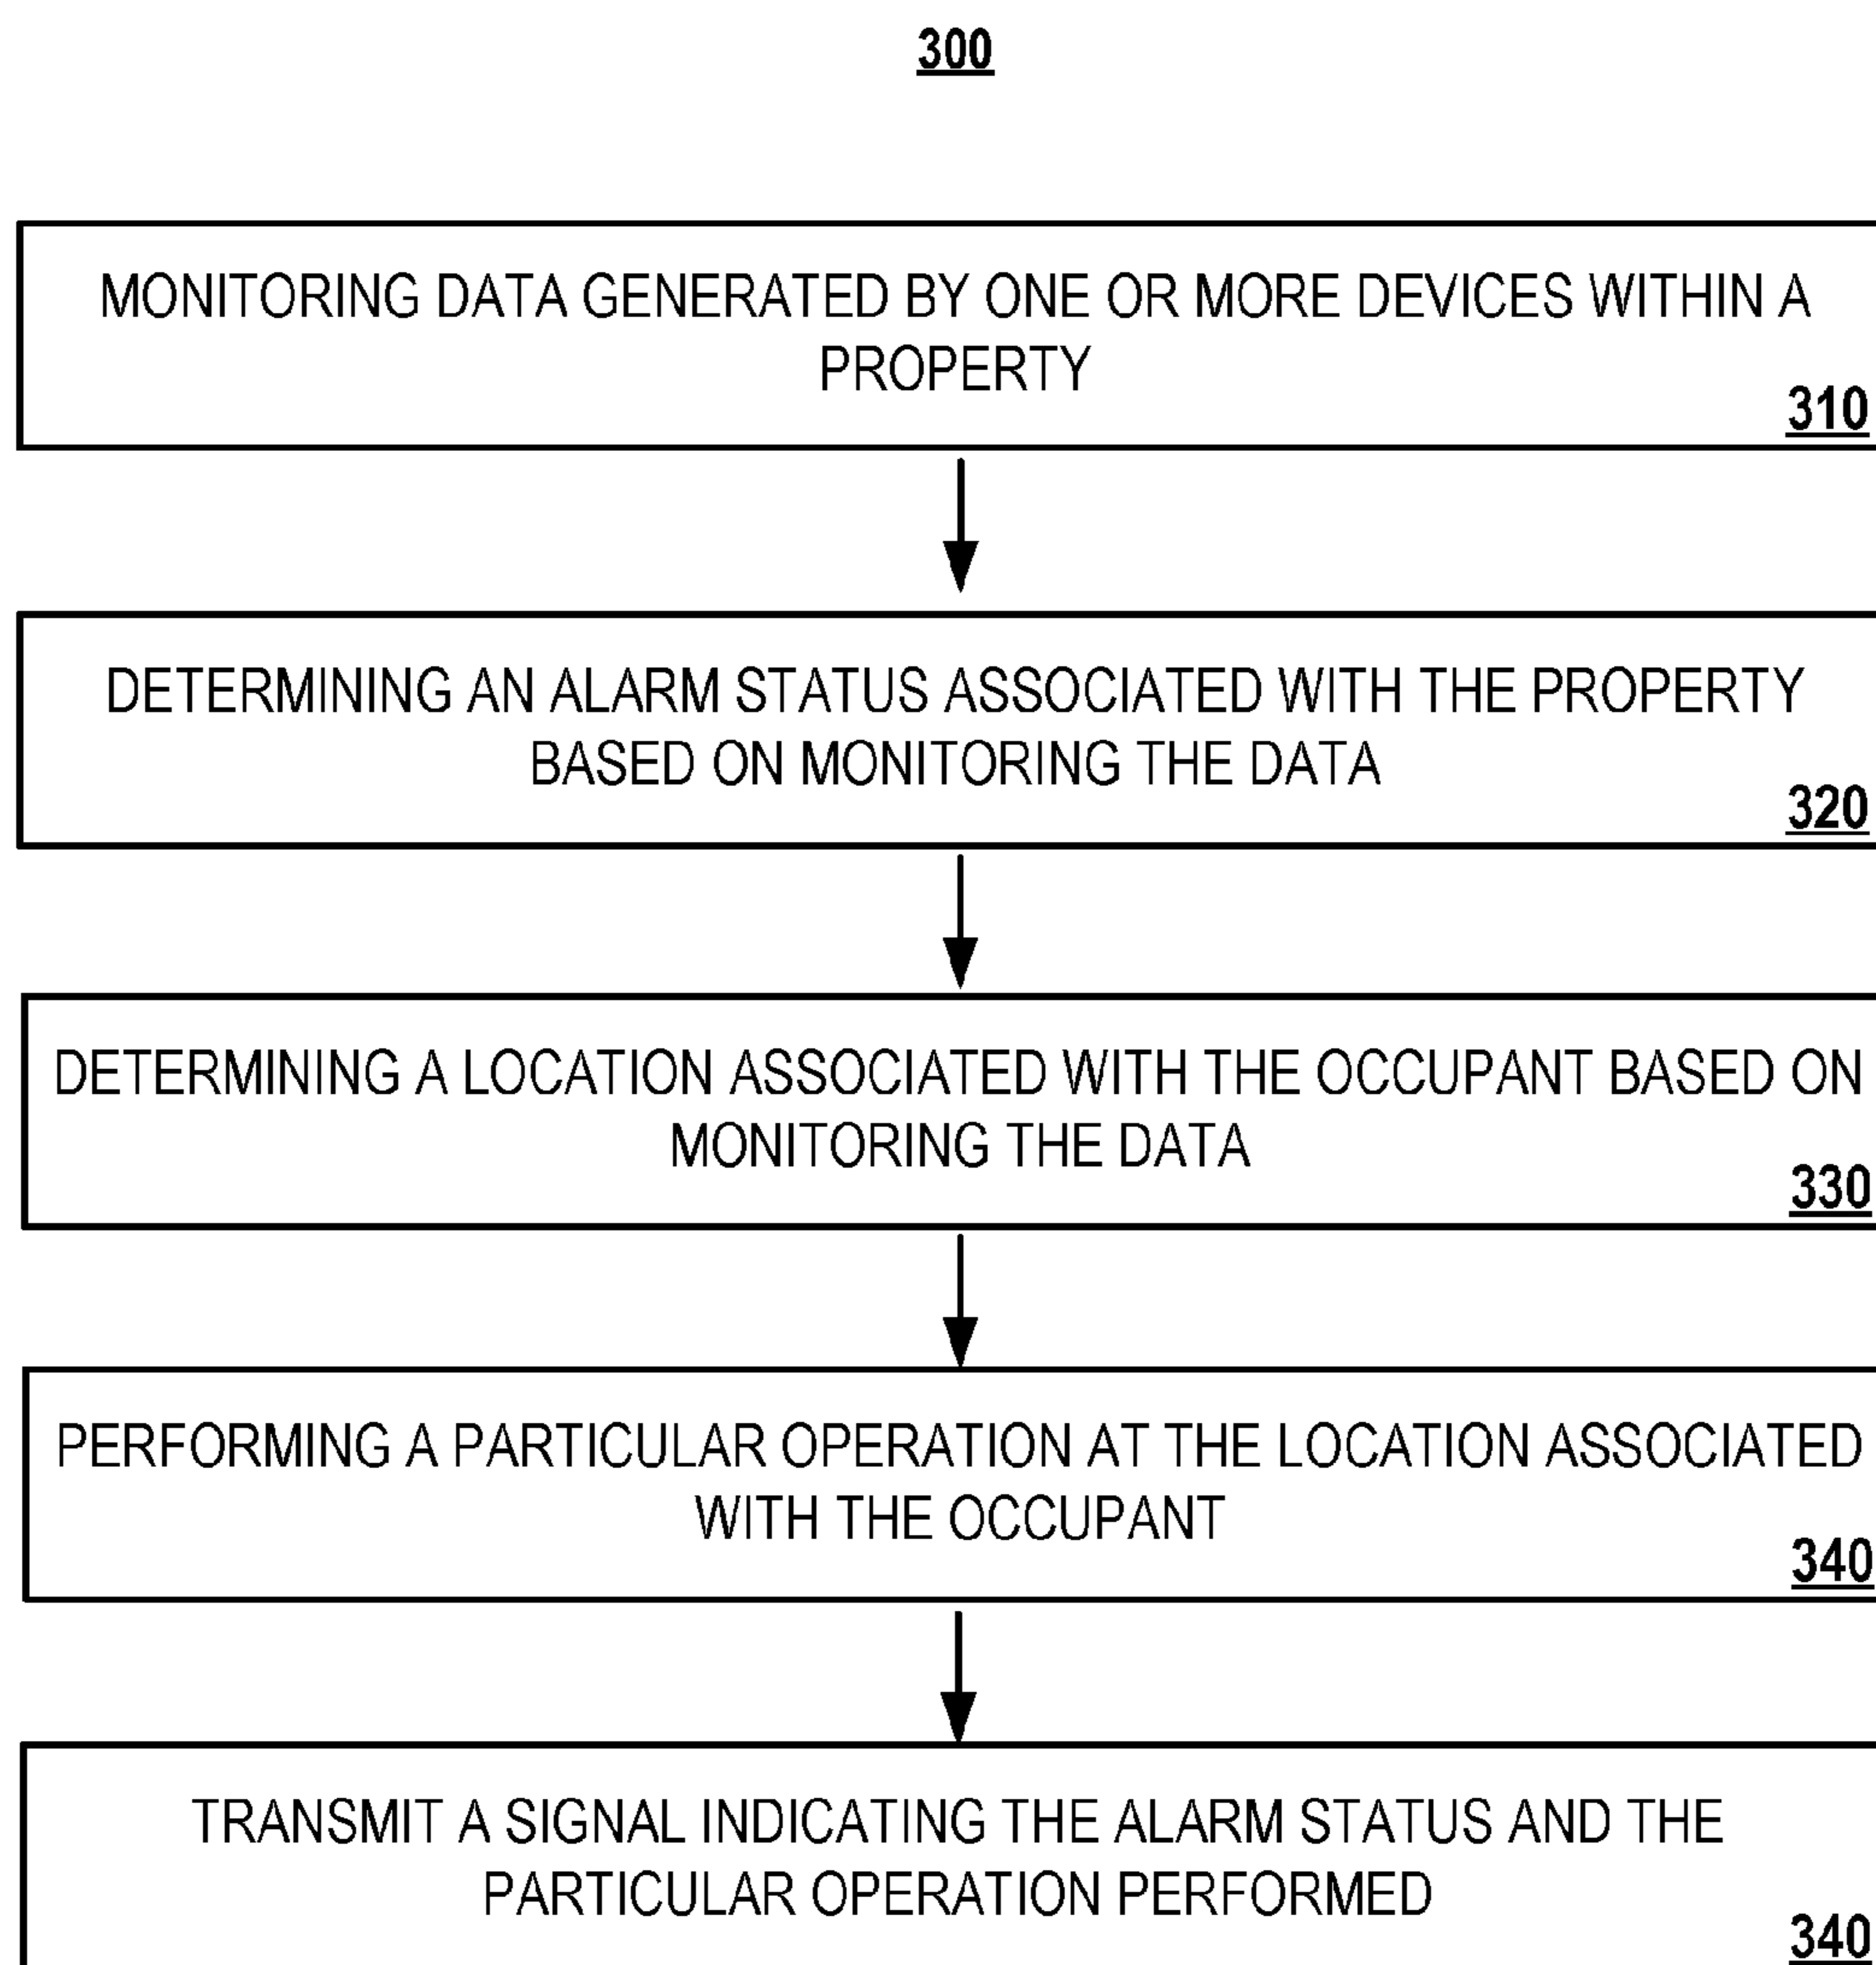 300
MONITORING DATA GENERATED BY ONE OR MORE DEVICES WITHIN A
PROPERTY
310
DETERMINING AN ALARM STATUS ASSOCIATED WITH THE PROPERTY
BASED ON MONITORING THE DATA
320
DETERMINING A LOCATION ASSOCIATED WITH THE OCCUPANT BASED ON
MONITORING THE DATA
330
PERFORMING A PARTICULAR OPERATION AT THE LOCATION ASSOCIATED
WITH THE OCCUPANT
340
TRANSMIT A SIGNAL INDICATING THE ALARM STATUS AND THE
PARTICULAR OPERATION PERFORMED
340